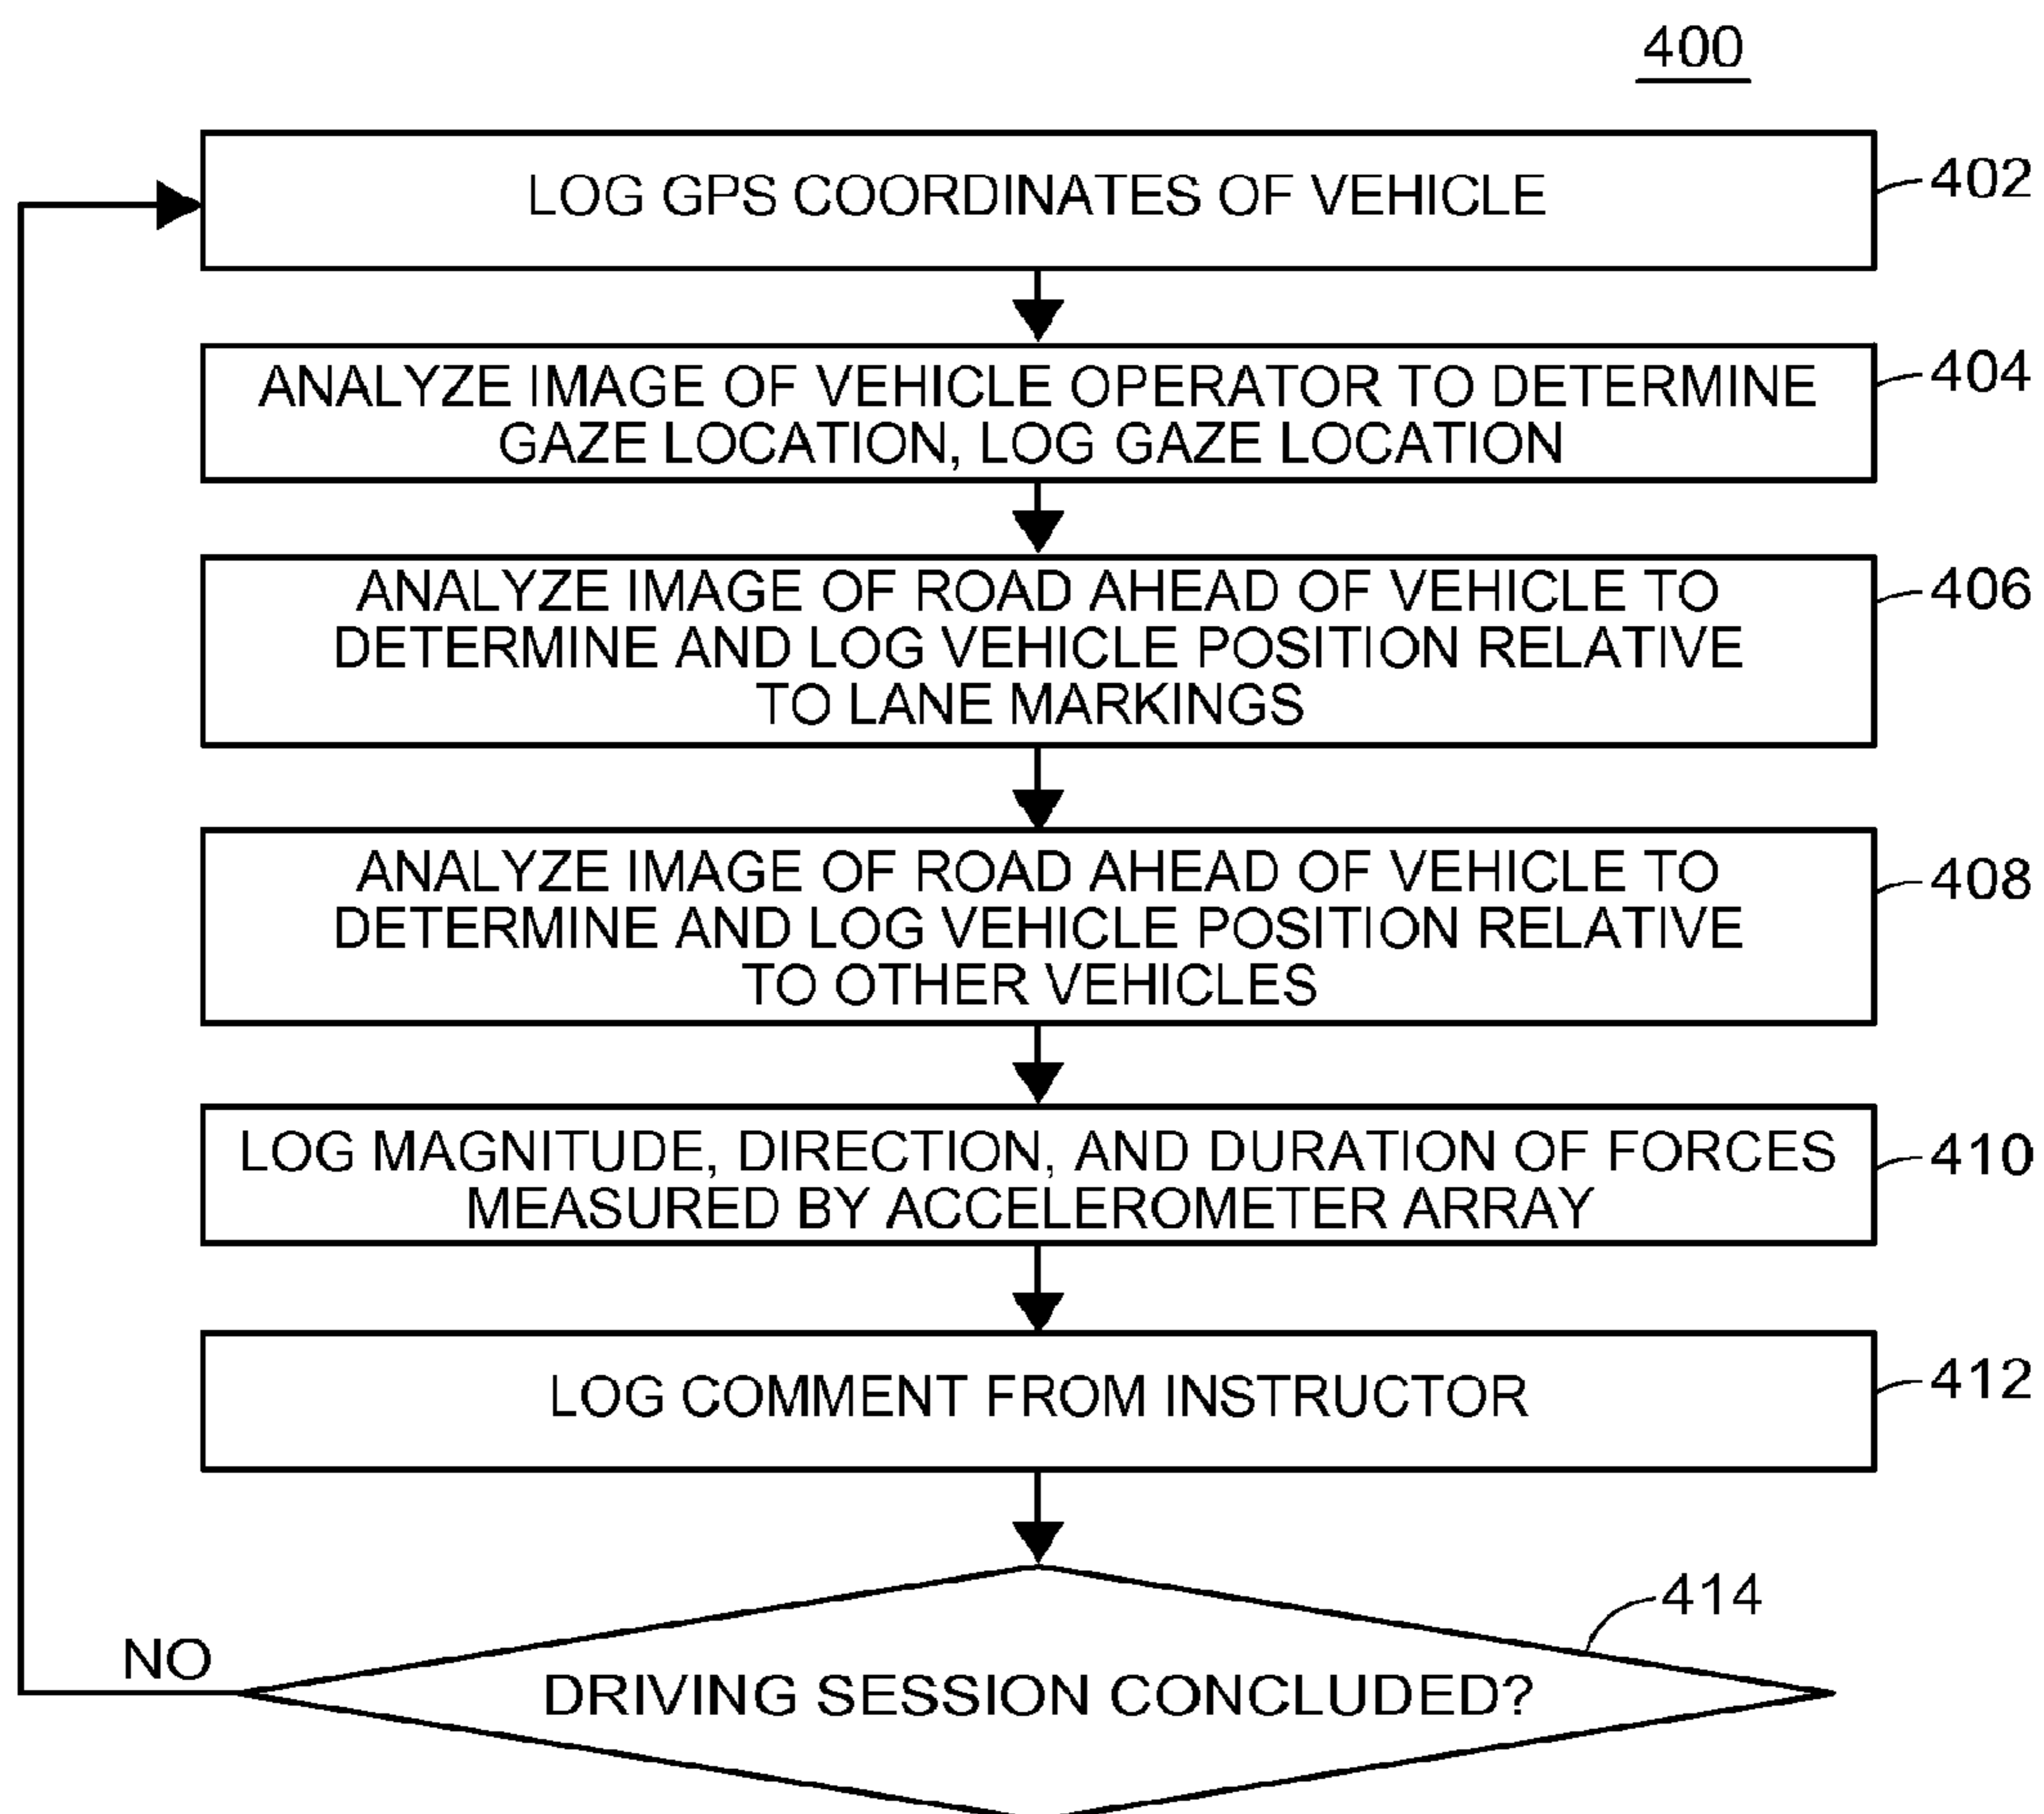 400
LOG GPS COORDINATES OF VEHICLE
402
ANALYZE IMAGE OF VEHICLE OPERATOR TO DETERMINE
GAZE LOCATION, LOG GAZE LOCATION
404
ANALYZE IMAGE OF ROAD AHEAD OF VEHICLE TO
DETERMINE AND LOG VEHICLE POSITION RELATIVE
TO LANE MARKINGS
406
ANALYZE IMAGE OF ROAD AHEAD OF VEHICLE TO
DETERMINE AND LOG VEHICLE POSITION RELATIVE
TO OTHER VEHICLES
408
LOG MAGNITUDE, DIRECTION, AND DURATION OF FORCES
MEASURED BY ACCELEROMETER ARRAY
410
LOG COMMENT FROM INSTRUCTOR
412
414
NO
DRIVING SESSION CONCLUDED?